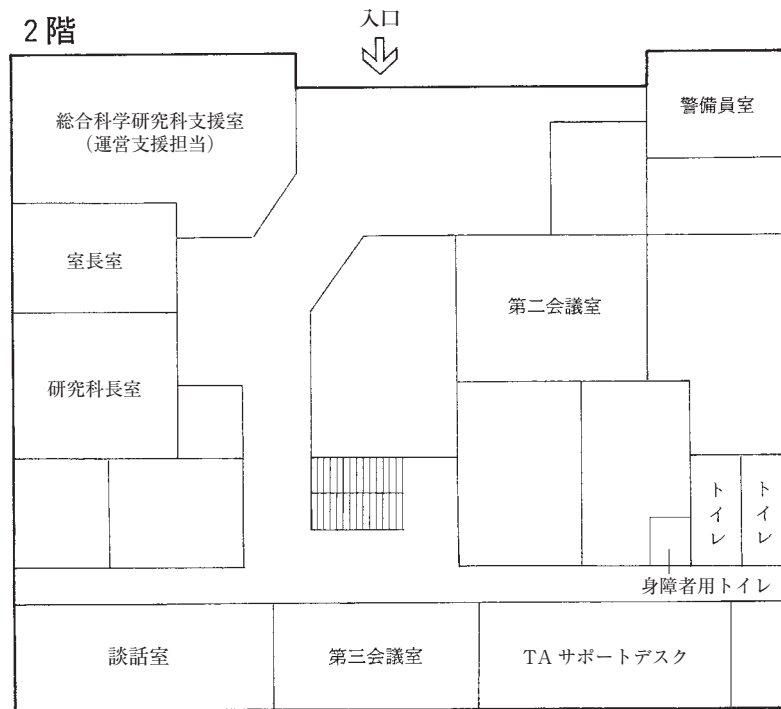 2階
入口
総合科学研究科支援室
（運営支援担当）
警備員室
室長室
第二会議室
研究科長室
トイレ
トイレ
身障者用トイレ
談話室
第三会議室
TAサポートデスク